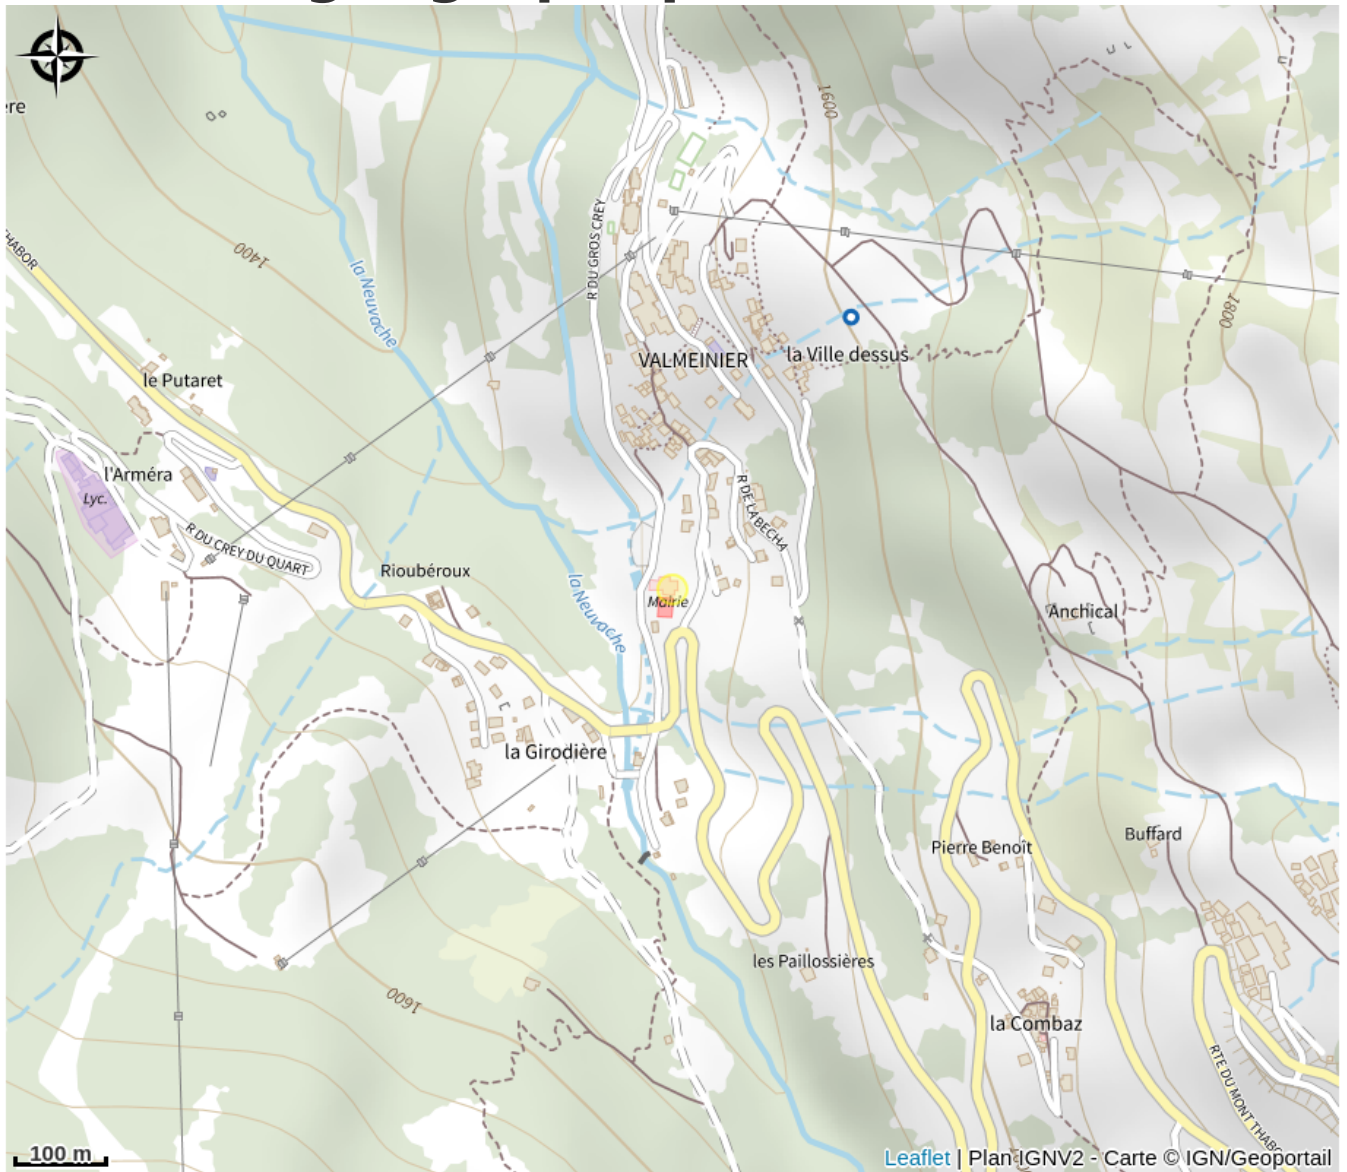 1600
ere
R DU GROS CREY
THABOR
1400
la Neuvache
1800
VALMEINIER
la Ville dessus
le Putaret
l'Arméra
Lyc.
R DE LA BECHA
R DU CREY DU QUART
Rioubéroux
la Neuvache
Mairie
Anchical
la Girodière
Buffard
Pierre Benoît
les Paillossières
1600
la Combaz
RTE DU MONT THABO
100 m
Leaflet | Plan IGNV2 - Carte © IGN/Geoportail